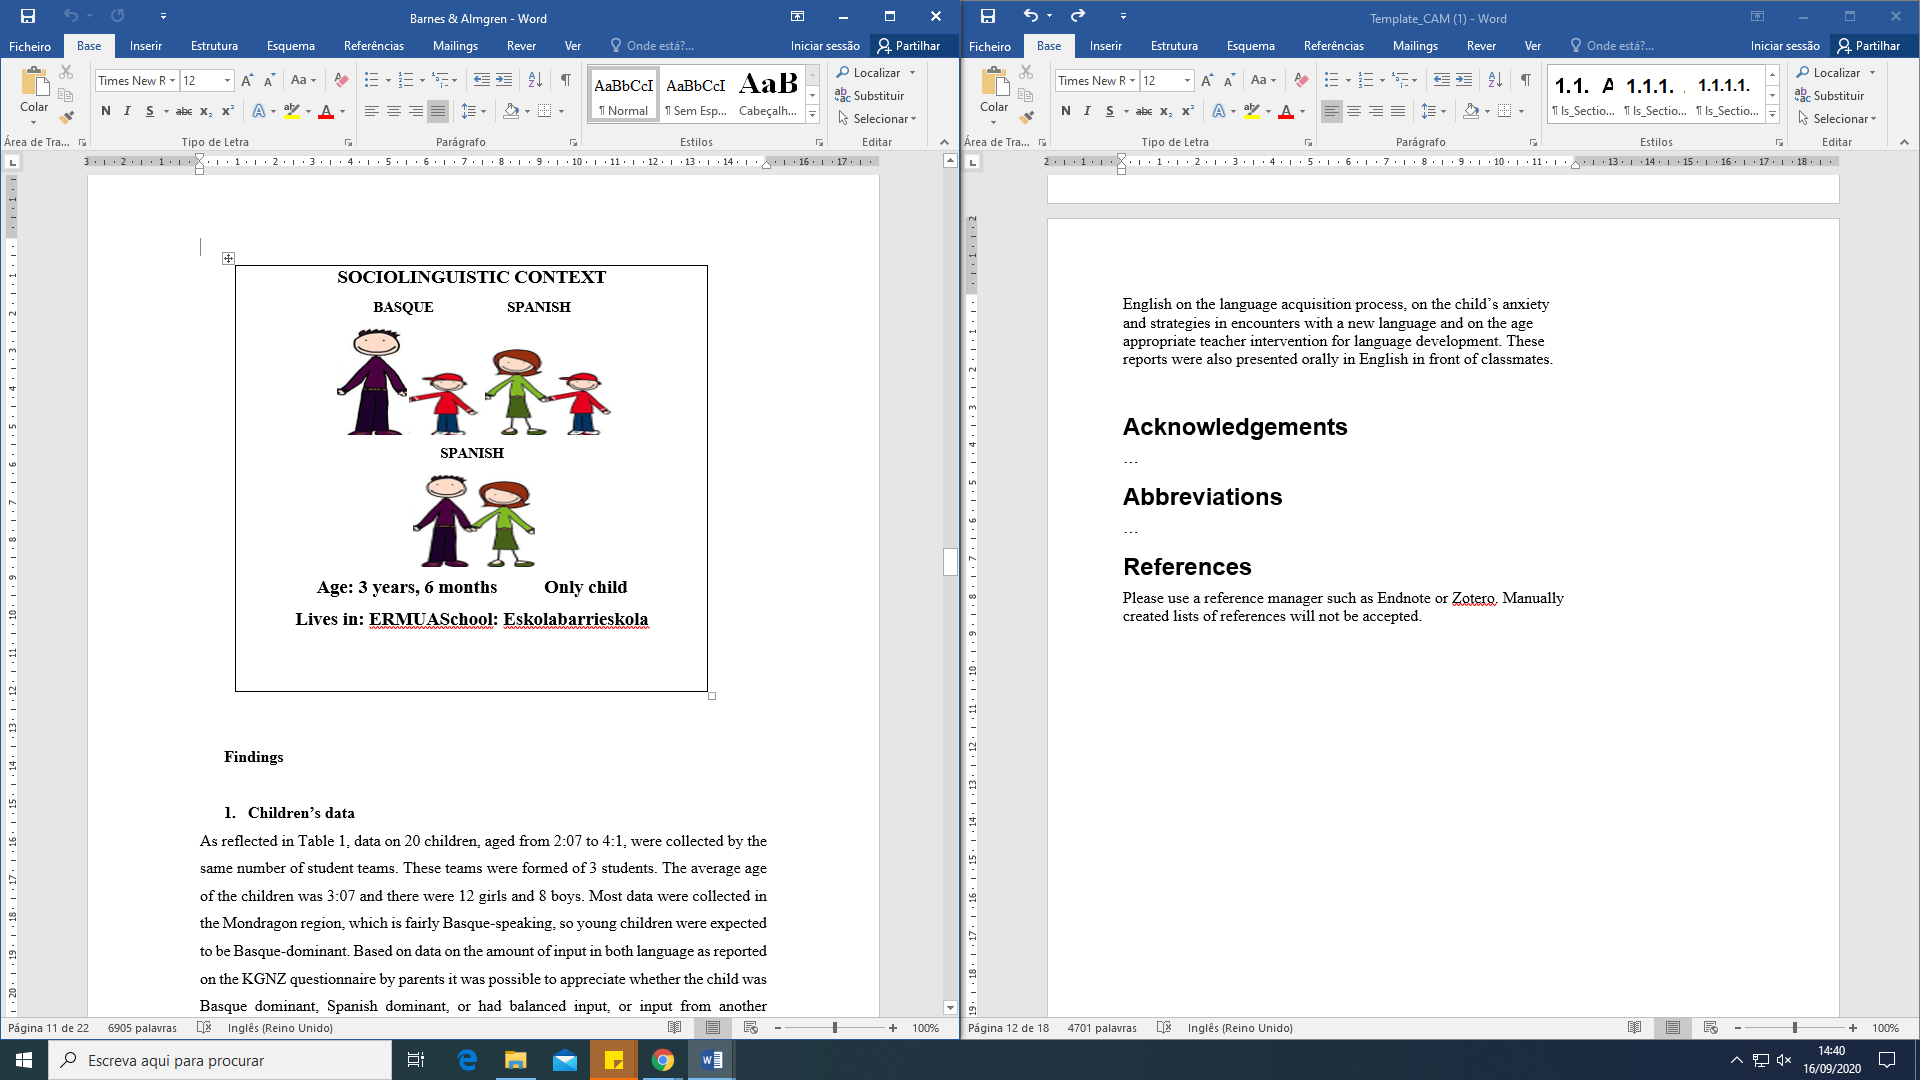 Barnes & Almgren - Word
Ficheiro Base Inserir Estrutura Esquema Referências Mailings Rever Ver Onde está?... Iniciar sessão Partilhar
Colar
Times New R 12
AaBbCcI AaBbCcI AaB
¶ Normal ¶ Sem Esp... Cabeçalh...
Localizar
Substituir
Selecionar
Área de Tra... Tipo de Letra Parágrafo Estilos Editar
SOCIOLINGUISTIC CONTEXT
BASQUE SPANISH
SPANISH
Age: 3 years, 6 months Only child
Lives in: ERMUASchool: Eskolabarrieskola
Findings
1. Children’s data
As reflected in Table 1, data on 20 children, aged from 2:07 to 4:1, were collected by the
same number of student teams. These teams were formed of 3 students. The average age
of the children was 3:07 and there were 12 girls and 8 boys. Most data were collected in
the Mondragon region, which is fairly Basque-speaking, so young children were expected
to be Basque-dominant. Based on data on the amount of input in both language as reported
on the KGNZ questionnaire by parents it was possible to appreciate whether the child was
Basque dominant, Spanish dominant, or had balanced input, or input from another
Página 11 de 22 6905 palavras Inglês (Reino Unido) 100%
Template_CAM (1) - Word
Ficheiro Base Inserir Estrutura Esquema Referências Mailings Rever Ver Onde está?... Iniciar sessão Partilhar
Colar
Times New R 12
1.1. A 1.1.1. 1.1.1.1.
¶ Is_Sectio... ¶ Is_Sectio... ¶ Is_Sectio...
Localizar
Substituir
Selecionar
Área de Tra... Tipo de Letra Parágrafo Estilos Editar
English on the language acquisition process, on the child’s anxiety
and strategies in encounters with a new language and on the age
appropriate teacher intervention for language development. These
reports were also presented orally in English in front of classmates.
Acknowledgements
…
Abbreviations
…
References
Please use a reference manager such as Endnote or Zotero. Manually
created lists of references will not be accepted.
Página 12 de 18 4701 palavras Inglês (Reino Unido) 100%
Escreva aqui para procurar
14:40
16/09/2020